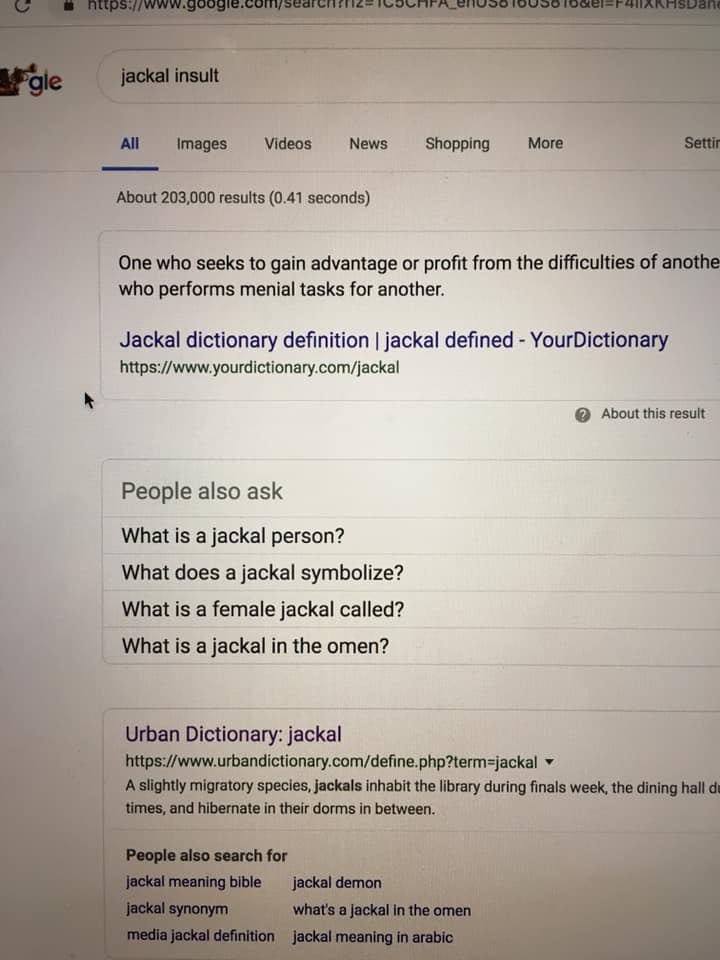 https://www.google.com/search?rlz=1C5CHFA_enUS816US816&ei=
gle
jackal insult
All Images Videos News Shopping More Settin
About 203,000 results (0.41 seconds)
One who seeks to gain advantage or profit from the difficulties of anothe
who performs menial tasks for another.
Jackal dictionary definition | jackal defined - YourDictionary
https://www.yourdictionary.com/jackal
? About this result
People also ask
What is a jackal person?
What does a jackal symbolize?
What is a female jackal called?
What is a jackal in the omen?
Urban Dictionary: jackal
https://www.urbandictionary.com/define.php?term=jackal
A slightly migratory species, jackals inhabit the library during finals week, the dining hall du
times, and hibernate in their dorms in between.
People also search for
jackal meaning bible jackal demon
jackal synonym what's a jackal in the omen
media jackal definition jackal meaning in arabic